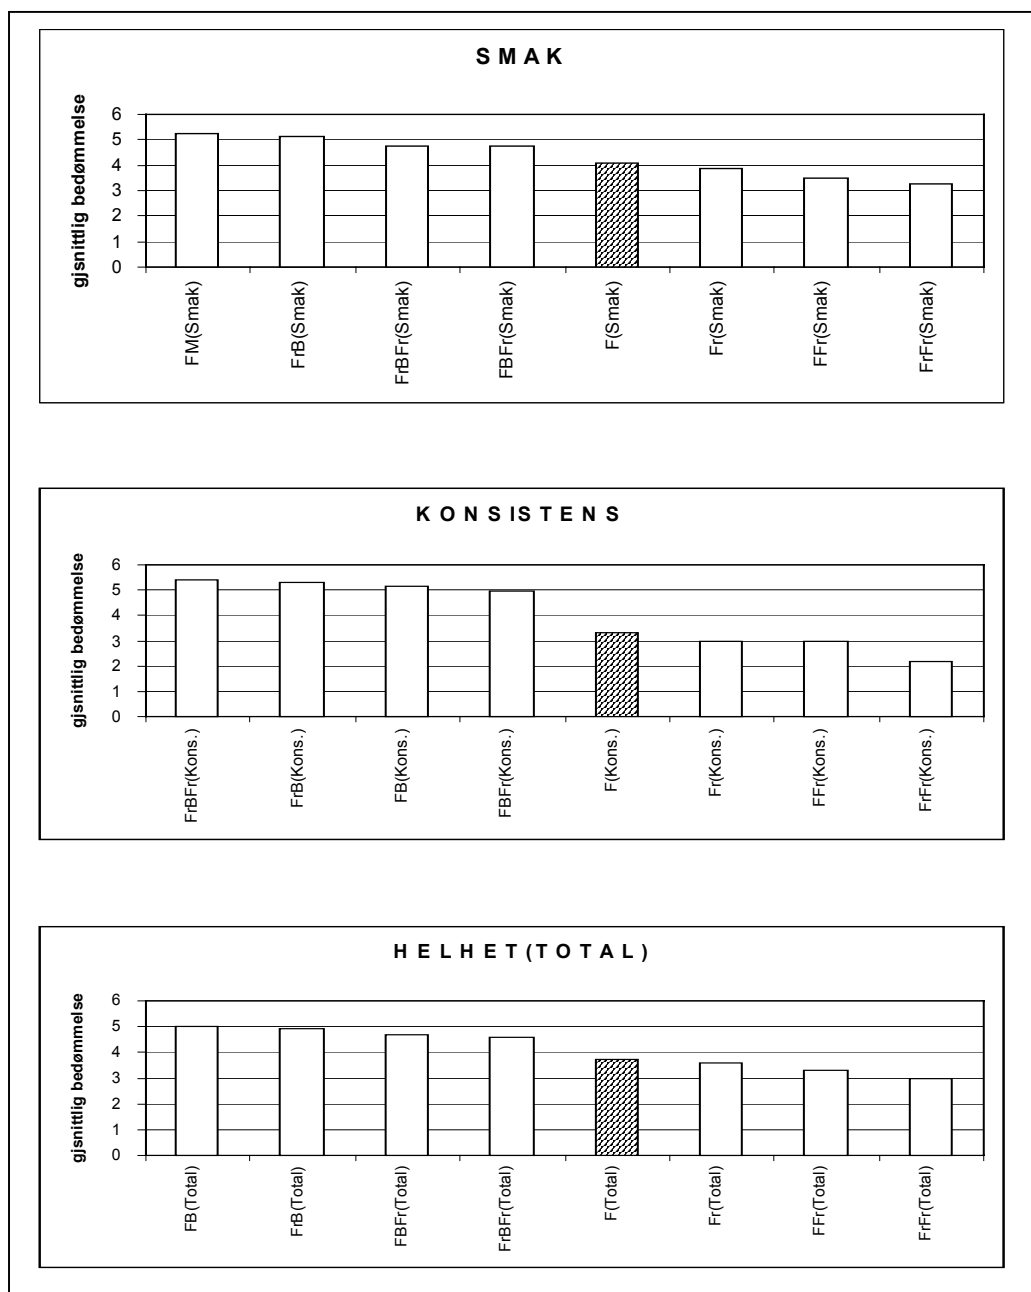 S M A K
gjsnittlig bedømmelse
6
5
4
3
2
1
0
FM(Smak)
FrB(Smak)
FrBFr(Smak)
FBFr(Smak)
F(Smak)
Fr(Smak)
FFr(Smak)
FrFr(Smak)
K O N S I S T E N S
gjsnittlig bedømmelse
6
5
4
3
2
1
0
FrBFr(Kons.)
FrB(Kons.)
FB(Kons.)
FBFr(Kons.)
F(Kons.)
Fr(Kons.)
FFr(Kons.)
FrFr(Kons.)
H E L H E T ( T O T A L )
gjsnittlig bedømmelse
6
5
4
3
2
1
0
FB(Total)
FrB(Total)
FBFr(Total)
FrBFr(Total)
F(Total)
Fr(Total)
FFr(Total)
FrFr(Total)